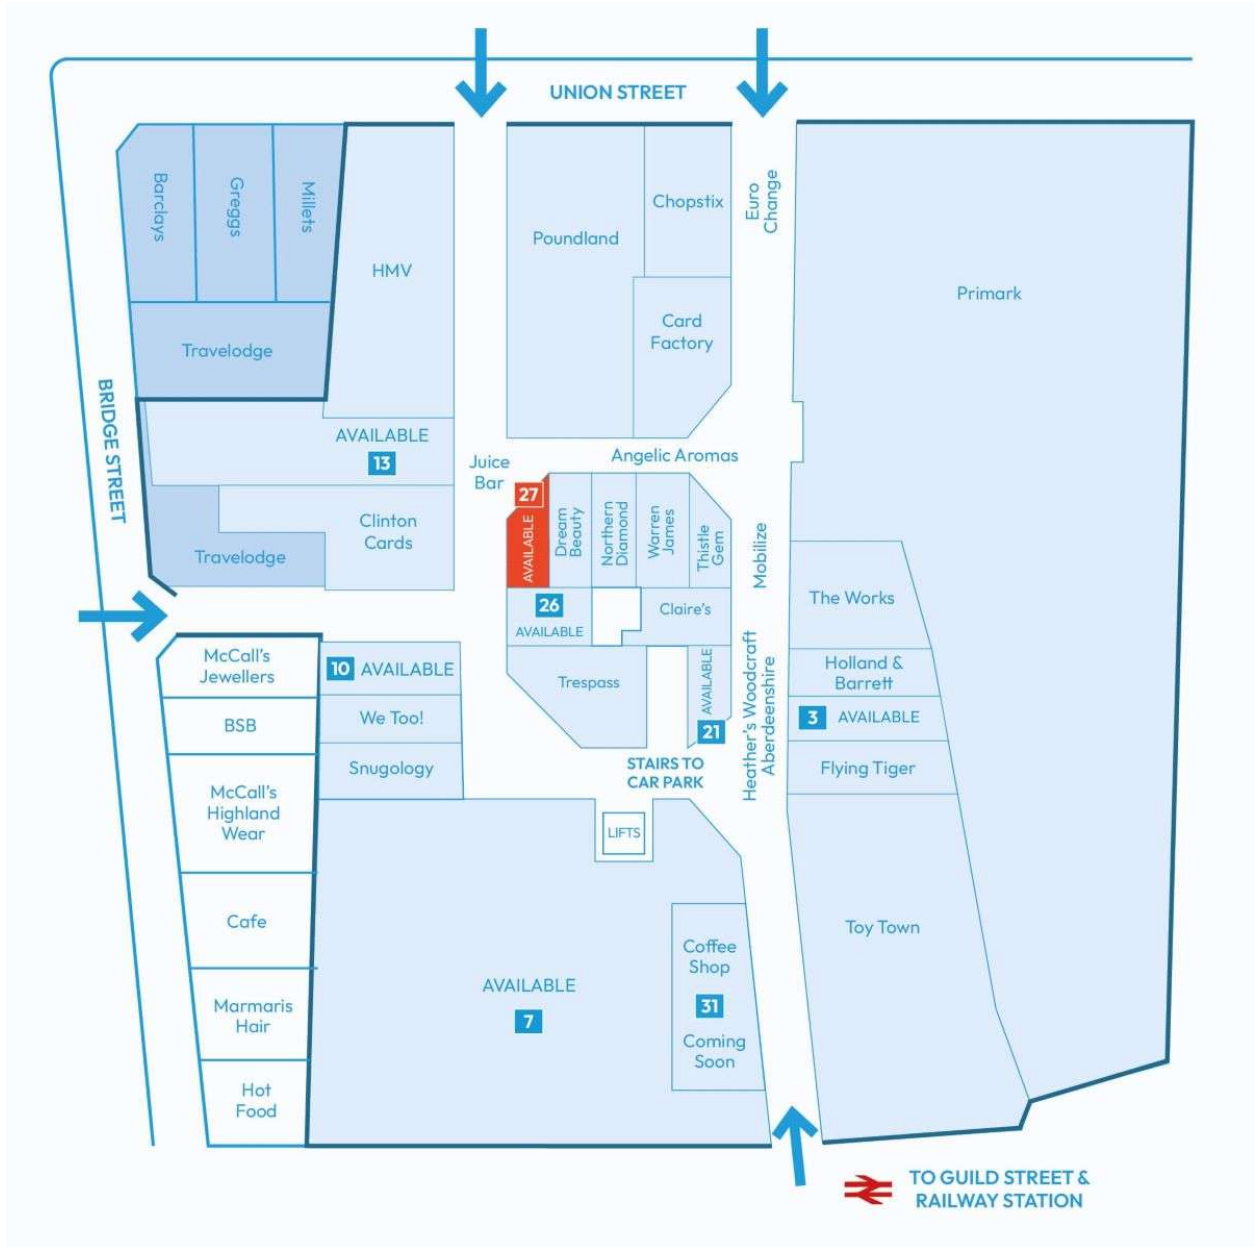 UNION STREET
Barclays
Greggs
Millets
HMV
Poundland
Chopstix
Euro
Change
Primark
Travelodge
Card
Factory
BRIDGE STREET
AVAILABLE
13
Juice
Bar
Angelic Aromas
27
AVAILABLE
Dream
Beauty
Northern
Diamond
Warren
James
Thistle
Gem
Mobilize
Clinton
Cards
Travelodge
The Works
26
AVAILABLE
Claire's
McCall's
Jewellers
10 AVAILABLE
Trespass
AVAILABLE
21
Heather's Woodcraft
Aberdeenshire
Holland &
Barrett
3 AVAILABLE
BSB
We Too!
Snugology
STAIRS TO
CAR PARK
Flying Tiger
McCall's
Highland
Wear
LIFTS
Cafe
Toy Town
Coffee
Shop
31
Coming
Soon
AVAILABLE
7
Marmaris
Hair
Hot
Food
TO GUILD STREET &
RAILWAY STATION